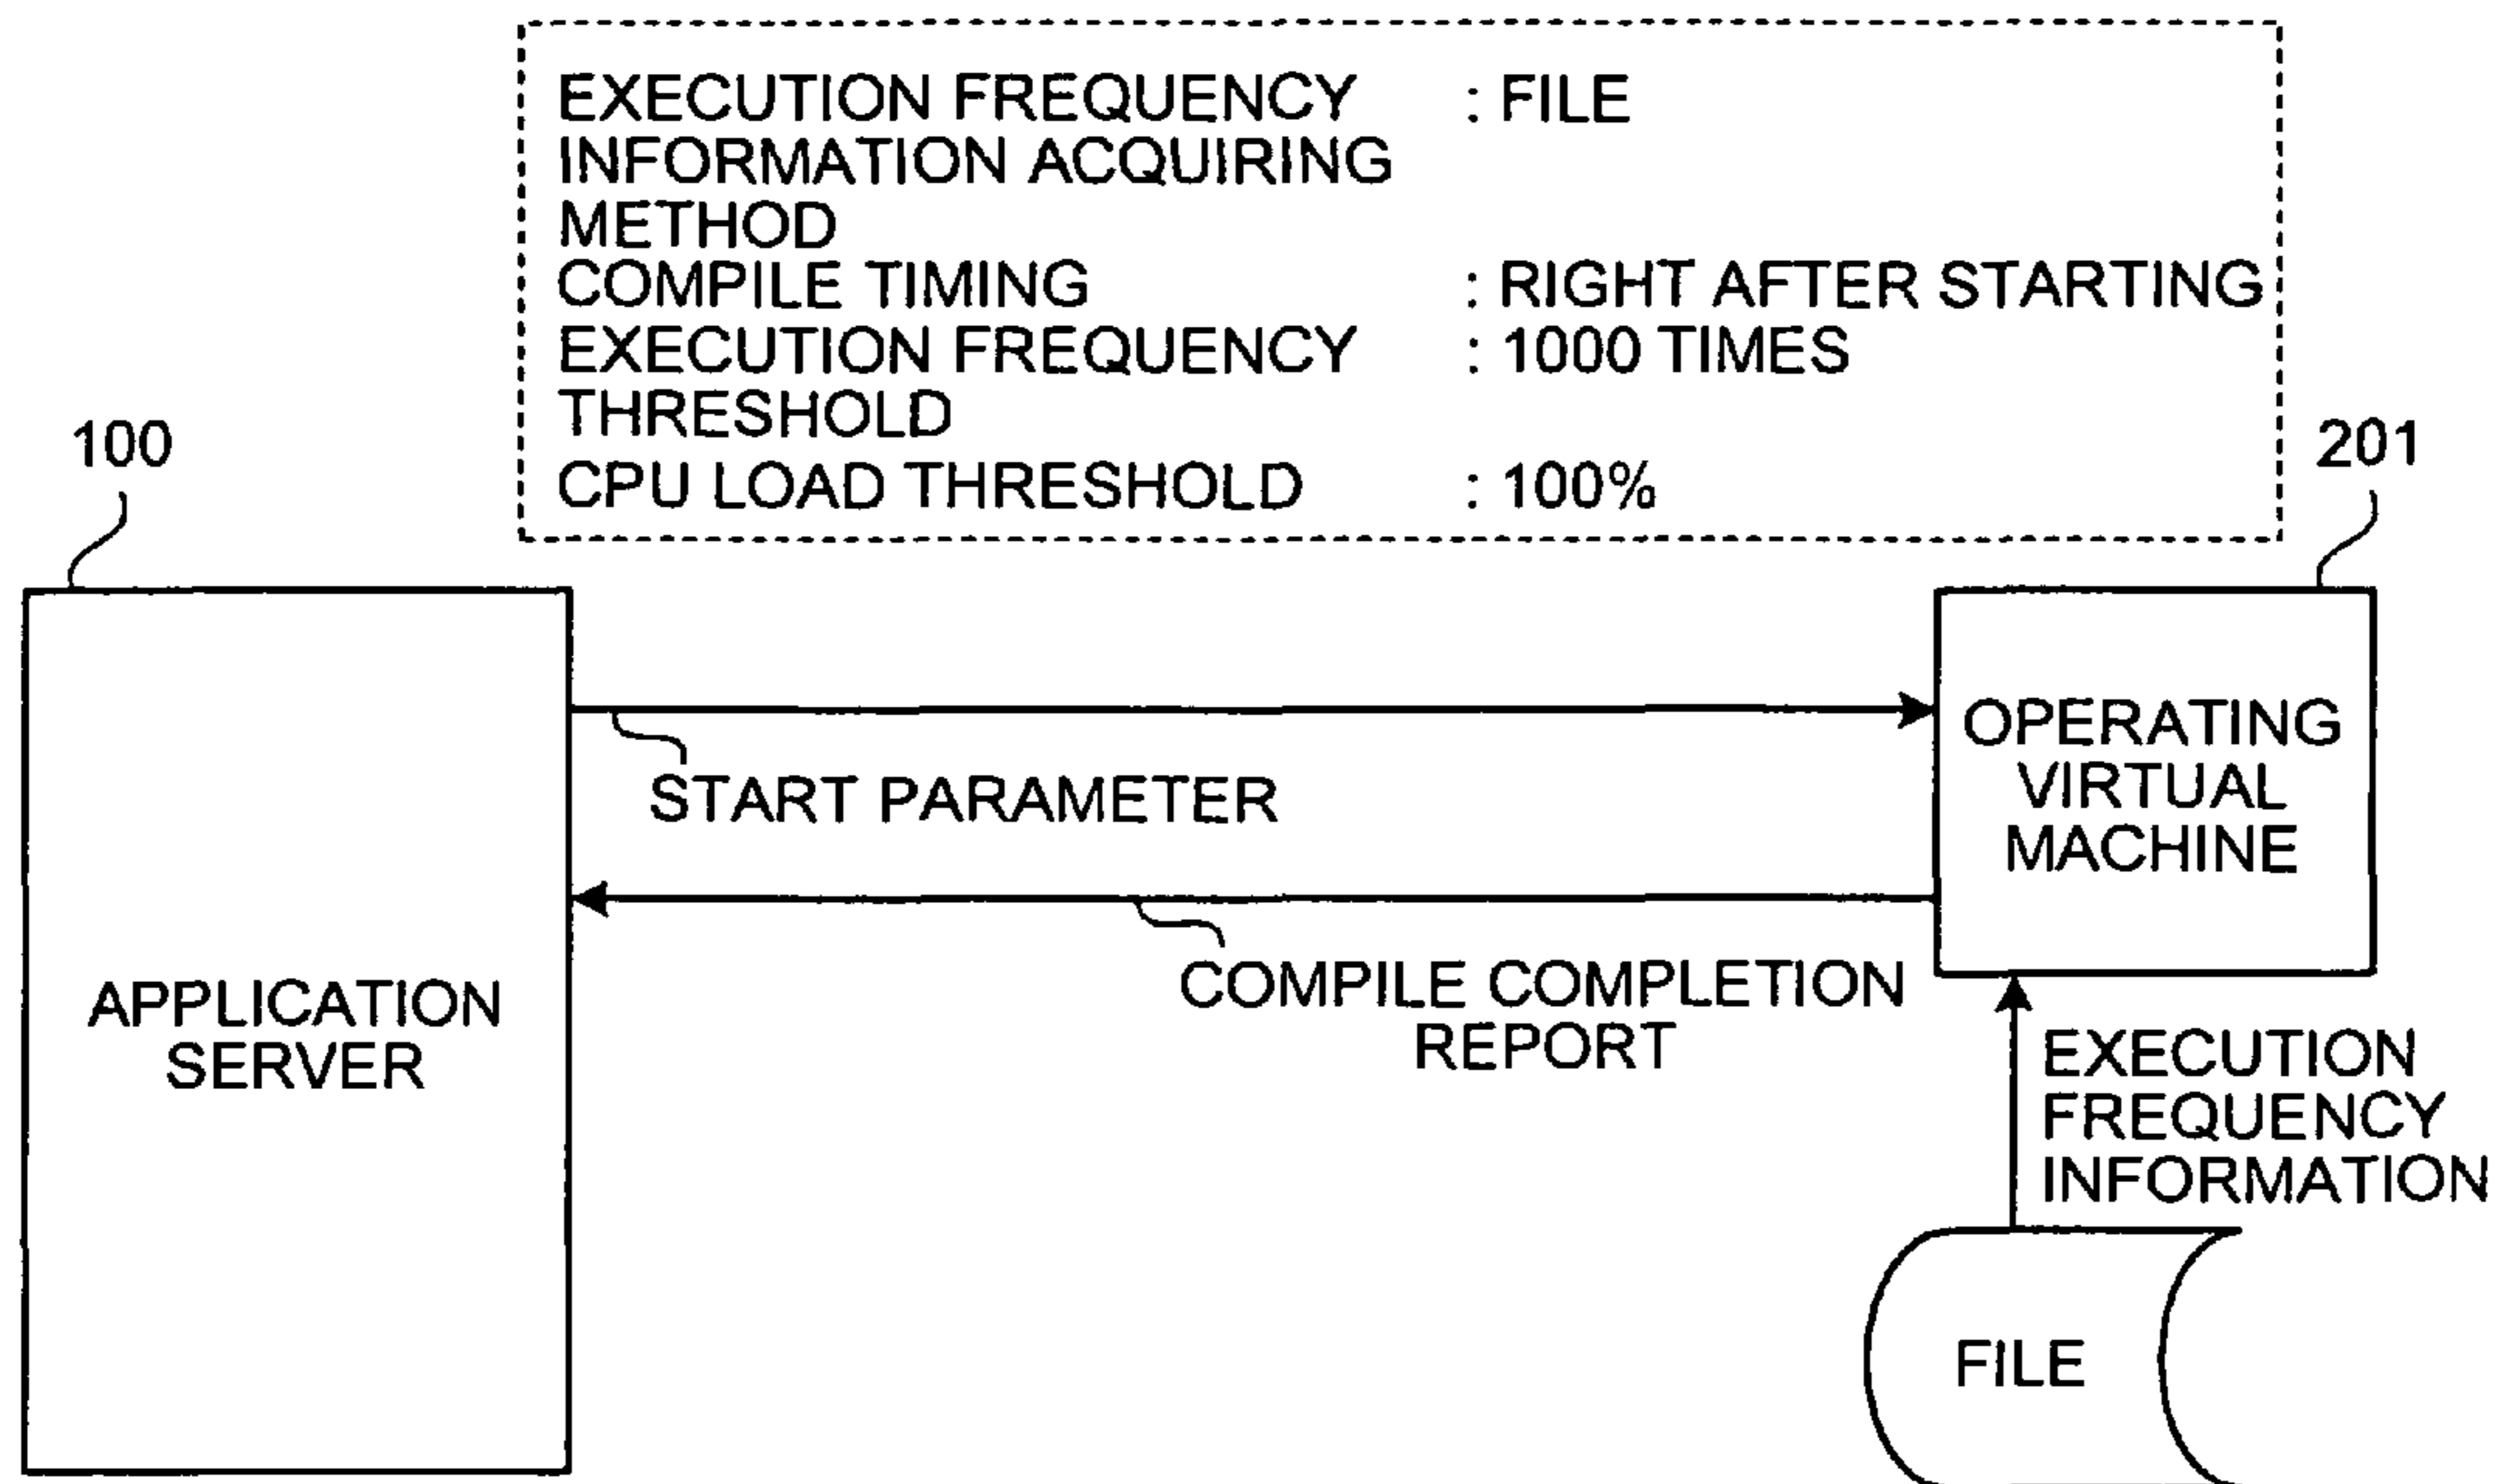 EXECUTION FREQUENCY : FILE
INFORMATION ACQUIRING
METHOD
COMPILE TIMING : RIGHT AFTER STARTING
EXECUTION FREQUENCY : 1000 TIMES
THRESHOLD
CPU LOAD THRESHOLD : 100%
100
201
START PARAMETER
OPERATING
VIRTUAL
MACHINE
COMPILE COMPLETION
REPORT
APPLICATION
SERVER
EXECUTION
FREQUENCY
INFORMATION
FILE